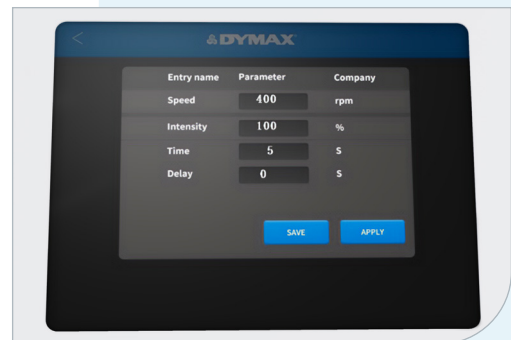 DYMAX
Entry name Parameter Company
Speed 400 rpm
Intensity 100 %
Time 5 S
Delay 0 S
SAVE APPLY